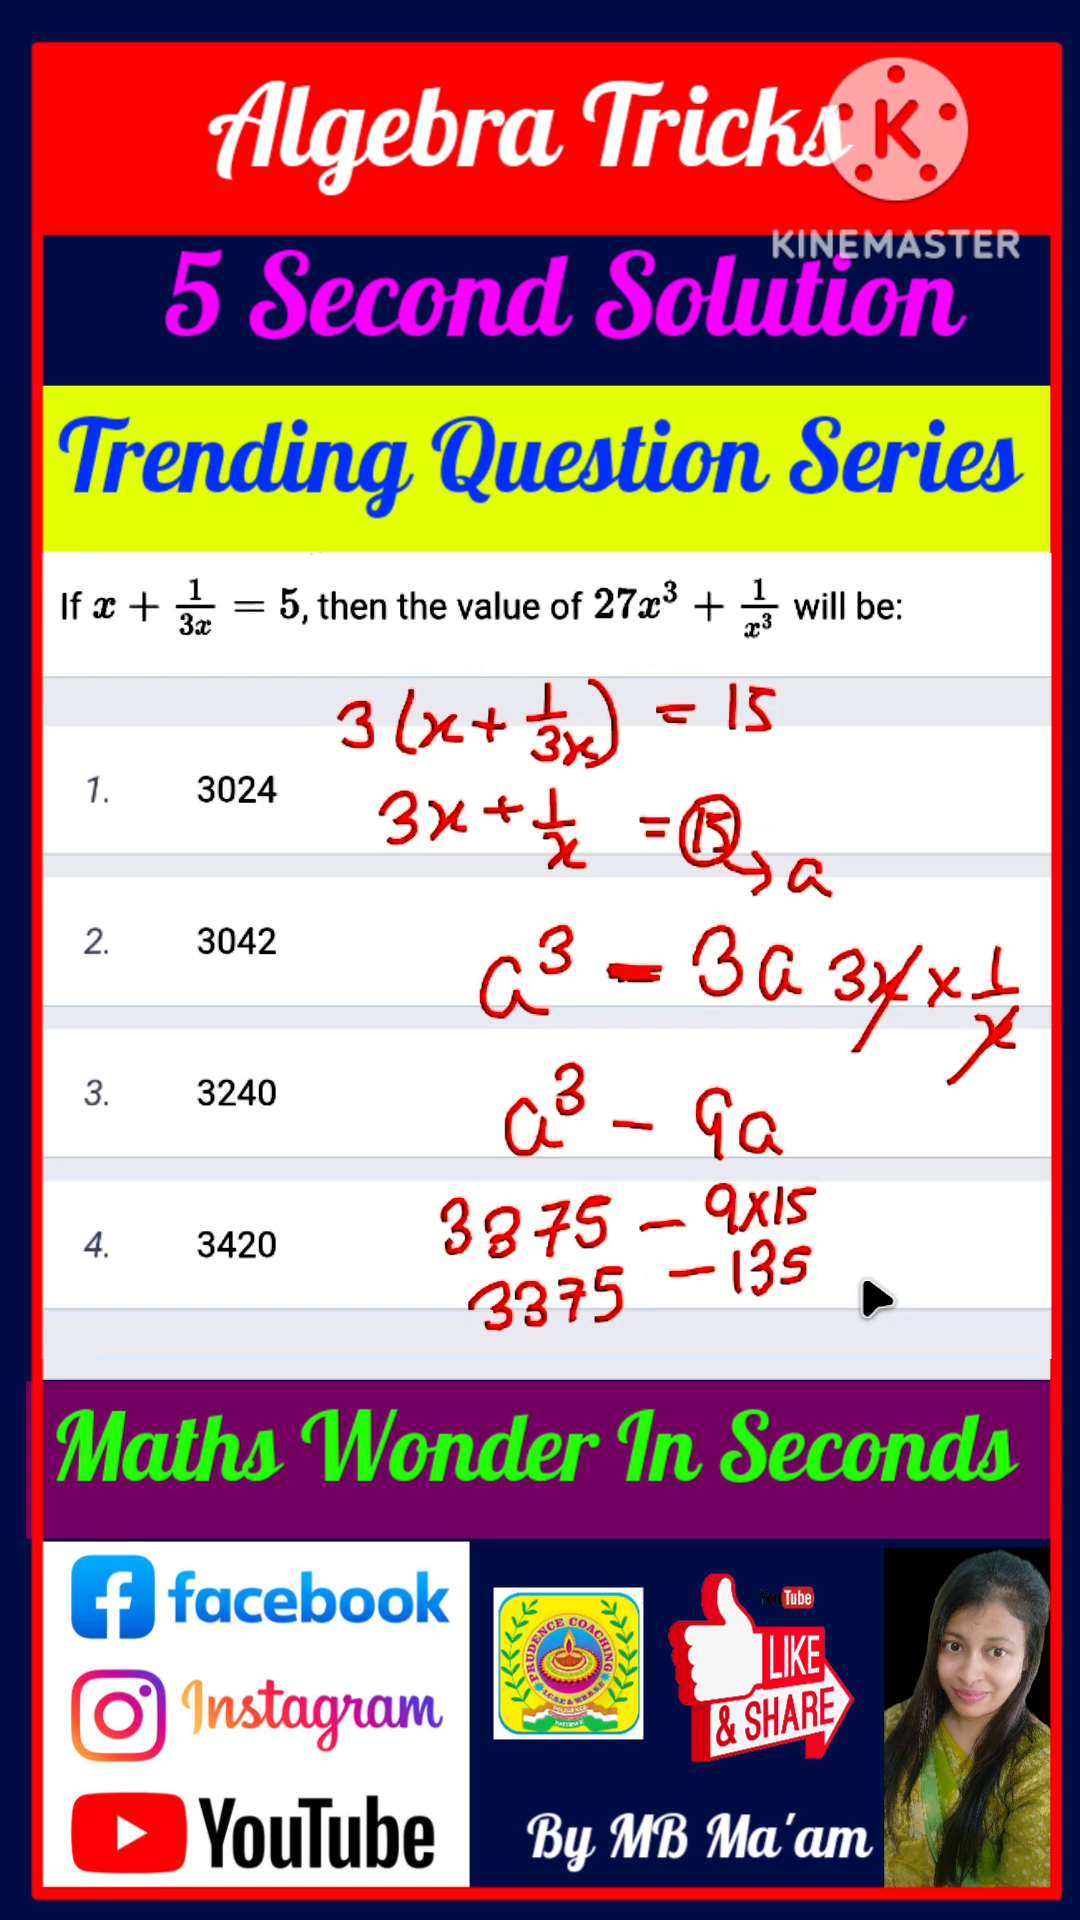 Algebra Tricks
K
KINEMASTER
5 Second Solution
Trending Question Series
If x + 1/3x = 5, then the value of 27x³ + 1/x³ will be:
3(x + 1/3x) = 15
1. 3024
3x + 1/x = 15 → a
2. 3042
a³ - 3a 3x × 1/x
3. 3240
a³ - 9a
4. 3420
3375 - 9×15
3375 - 135
Maths Wonder In Seconds
facebook
Instagram
YouTube
PRUDENCE COACHING
YouTube
LIKE
& SHARE
By MB Ma'am